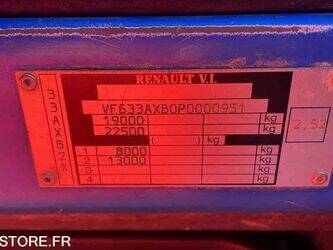 RENAULT V.I.
VF633AXB0P0000951
19000 kg
22500 kg
( ) kg
1 8000 kg
2 13000 kg
3 kg
4 kg
33AXB2X
2,52
STORE.FR